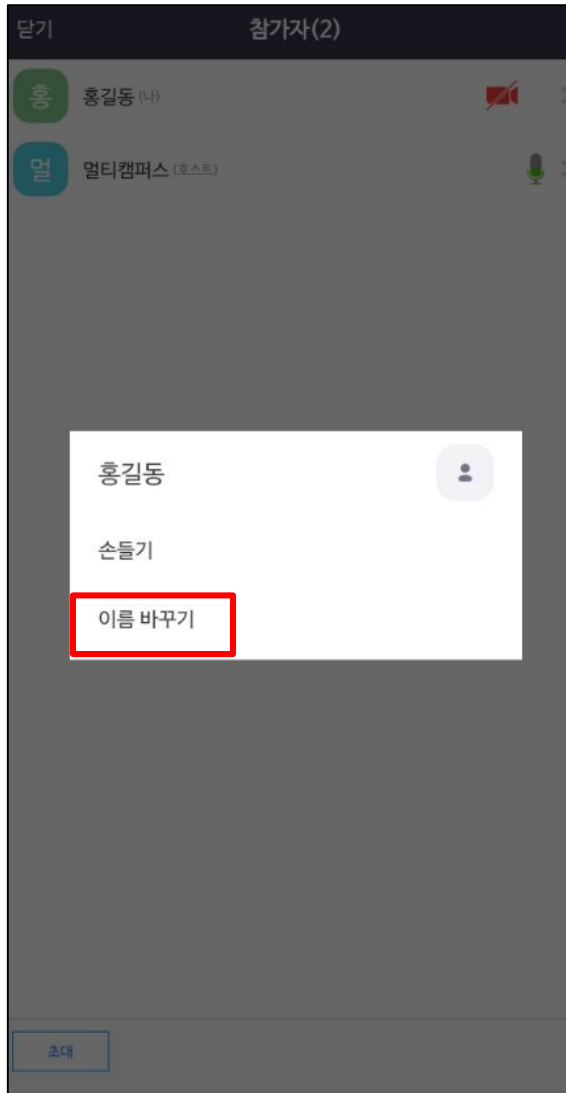 닫기 참가자(2)
홍 홍길동 (나)
멀 멀티캠퍼스 (호스트)
홍길동
손들기
이름 바꾸기
초대